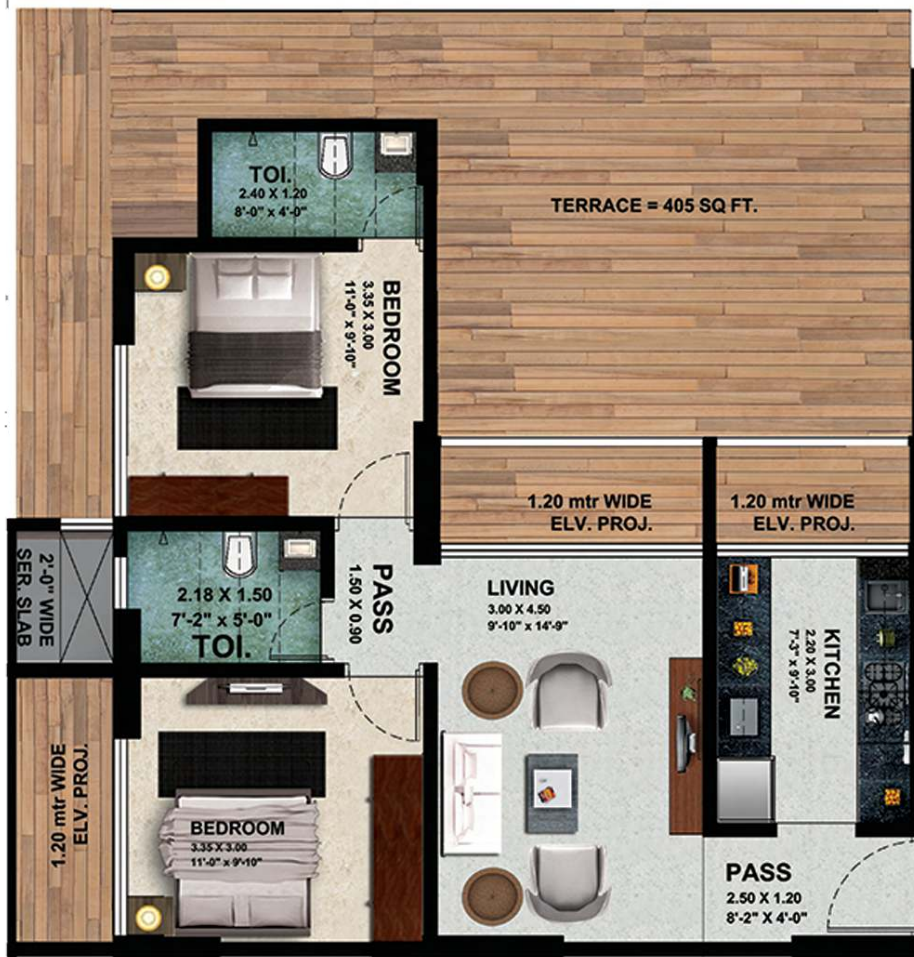 TOI.
2.40 X 1.20
8'-0" x 4'-0"
TERRACE = 405 SQ FT.
BEDROOM
3.35 X 3.00
11'-0" x 9'-10"
1.20 mtr WIDE
ELV. PROJ.
1.20 mtr WIDE
ELV. PROJ.
2'-0" WIDE
SER. SLAB
2.18 X 1.50
7'-2" x 5'-0"
TOI.
PASS
1.50 X 0.90
LIVING
3.00 X 4.50
9'-10" x 14'-9"
KITCHEN
2.20 X 3.00
7'-3" x 9'-10"
1.20 mtr WIDE
ELV. PROJ.
BEDROOM
3.35 X 3.00
11'-0" x 9'-10"
PASS
2.50 X 1.20
8'-2" X 4'-0"